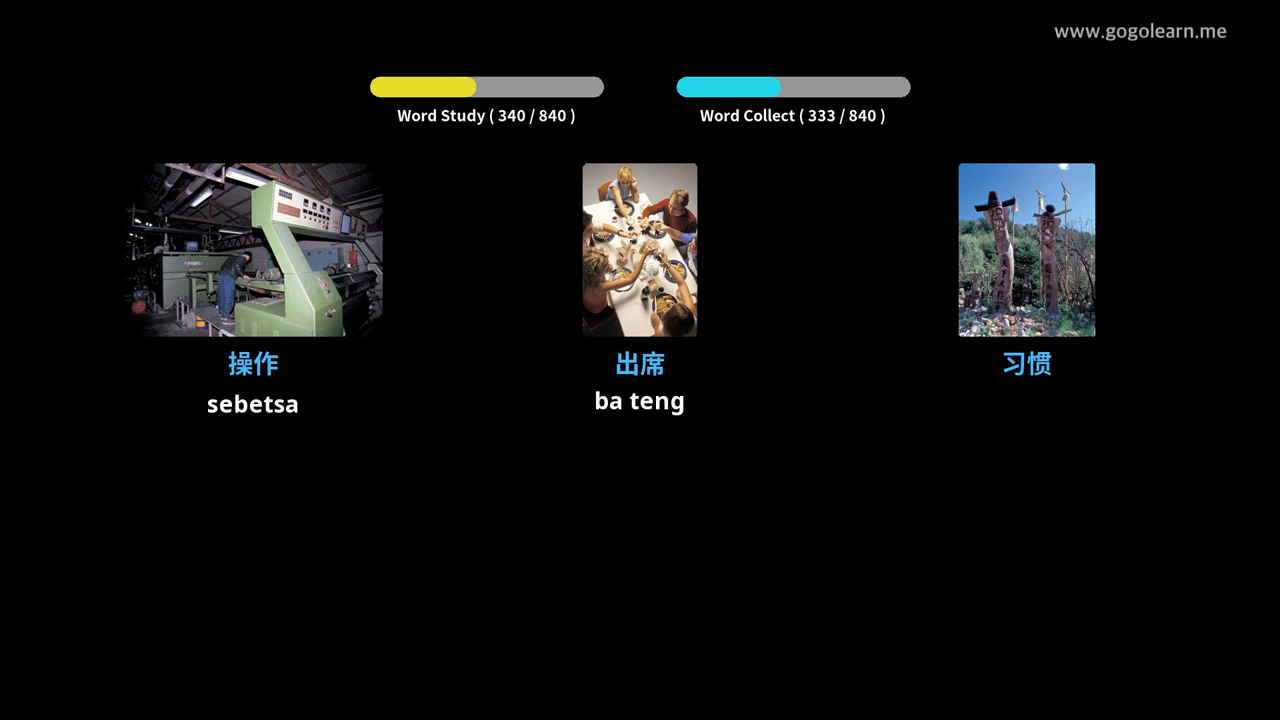 www.gogolearn.me
Word Study ( 340 / 840 )
Word Collect ( 333 / 840 )
操作
出席
习惯
sebetsa
ba teng